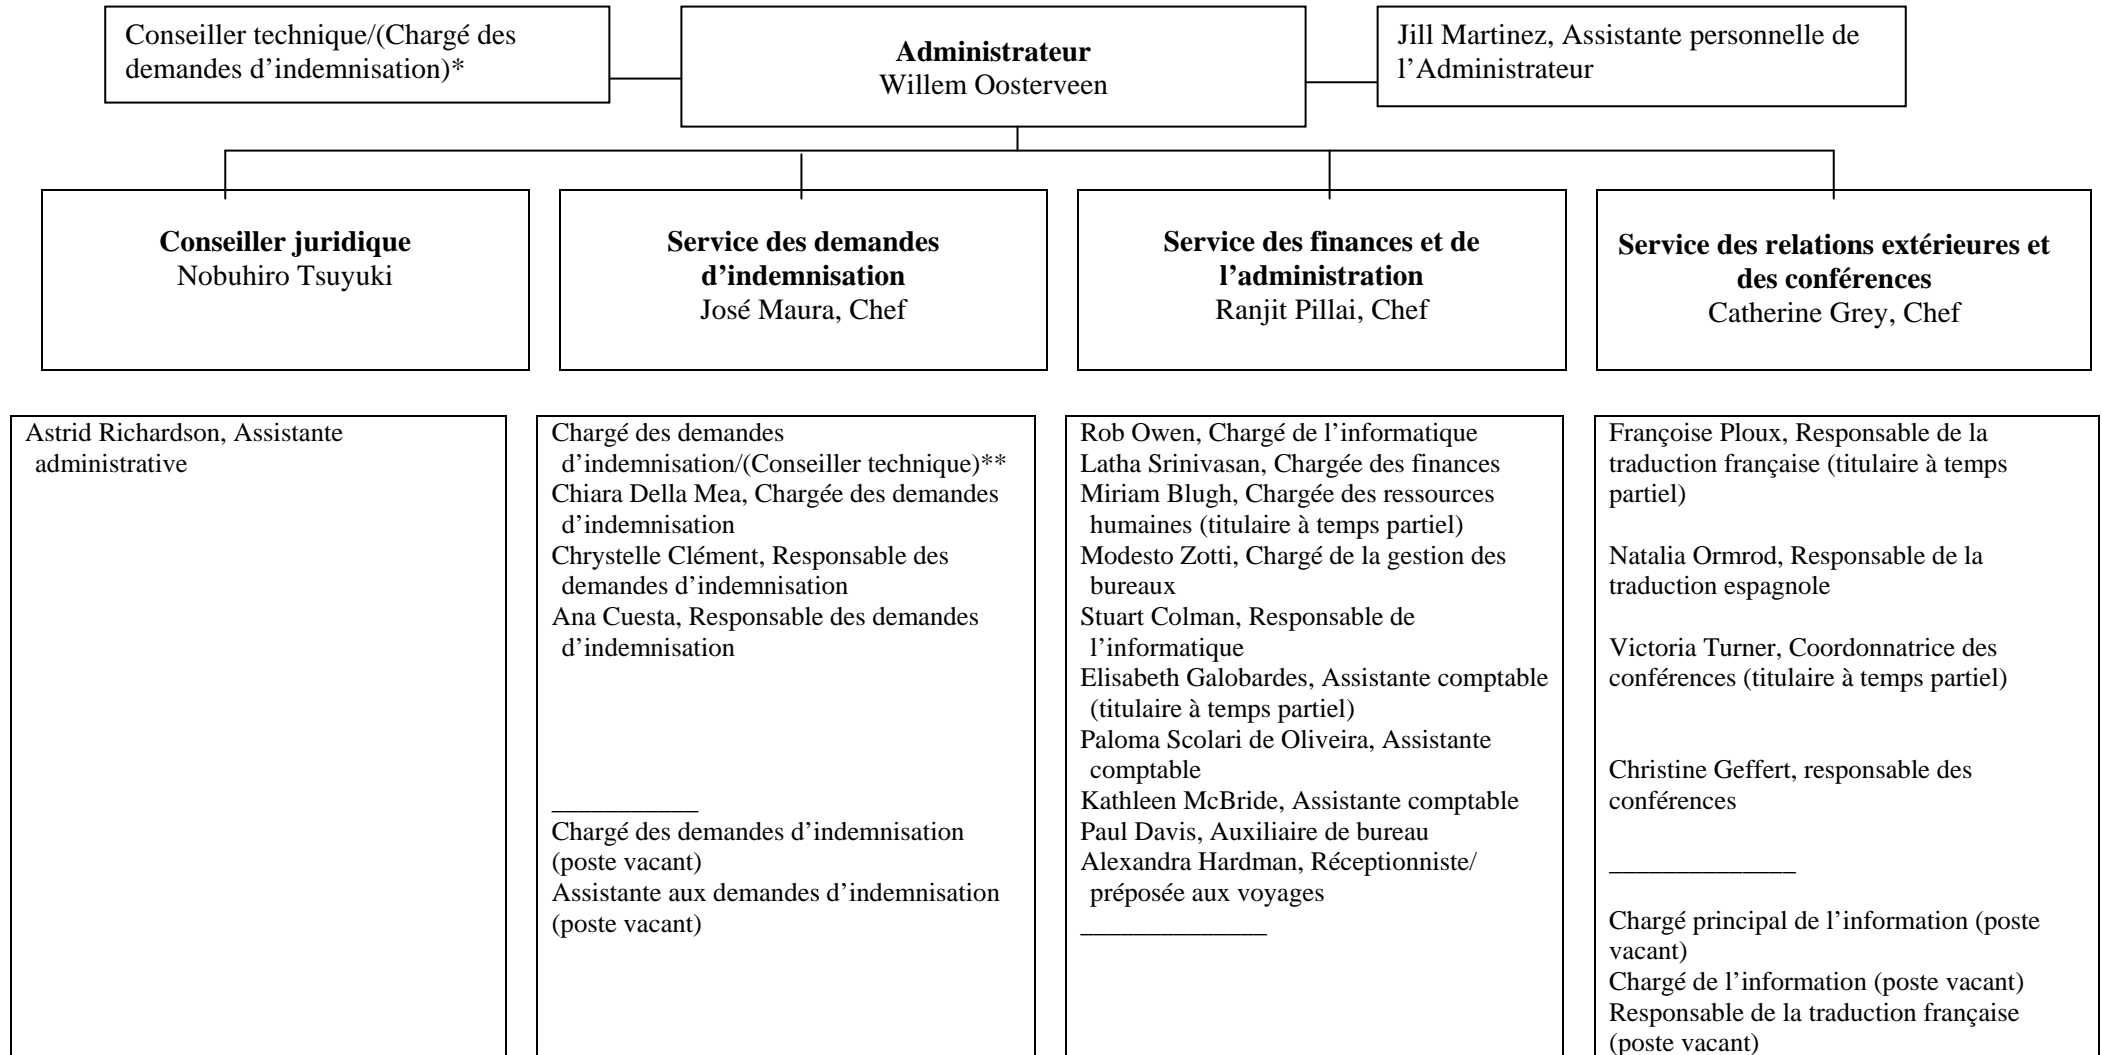 Conseiller technique/(Chargé des
demandes d’indemnisation)*
Administrateur
Willem Oosterveen
Jill Martinez, Assistante personnelle de
l’Administrateur
Conseiller juridique
Nobuhiro Tsuyuki
Service des demandes
d’indemnisation
José Maura, Chef
Service des finances et de
l’administration
Ranjit Pillai, Chef
Service des relations extérieures et
des conférences
Catherine Grey, Chef
Astrid Richardson, Assistante
administrative
Chargé des demandes
d’indemnisation/(Conseiller technique)**
Chiara Della Mea, Chargée des demandes
d’indemnisation
Chrystelle Clément, Responsable des
demandes d’indemnisation
Ana Cuesta, Responsable des demandes
d’indemnisation
___________
Chargé des demandes d’indemnisation
(poste vacant)
Assistante aux demandes d’indemnisation
(poste vacant)
Rob Owen, Chargé de l’informatique
Latha Srinivasan, Chargée des finances
Miriam Blugh, Chargée des ressources
humaines (titulaire à temps partiel)
Modesto Zotti, Chargé de la gestion des
bureaux
Stuart Colman, Responsable de
l’informatique
Elisabeth Galobardes, Assistante comptable
(titulaire à temps partiel)
Paloma Scolari de Oliveira, Assistante
comptable
Kathleen McBride, Assistante comptable
Paul Davis, Auxiliaire de bureau
Alexandra Hardman, Réceptionniste/
préposée aux voyages
______________
Françoise Ploux, Responsable de la
traduction française (titulaire à temps
partiel)
Natalia Ormrod, Responsable de la
traduction espagnole
Victoria Turner, Coordonnatrice des
conférences (titulaire à temps partiel)
Christine Geffert, responsable des
conférences
______________
Chargé principal de l’information (poste
vacant)
Chargé de l’information (poste vacant)
Responsable de la traduction française
(poste vacant)